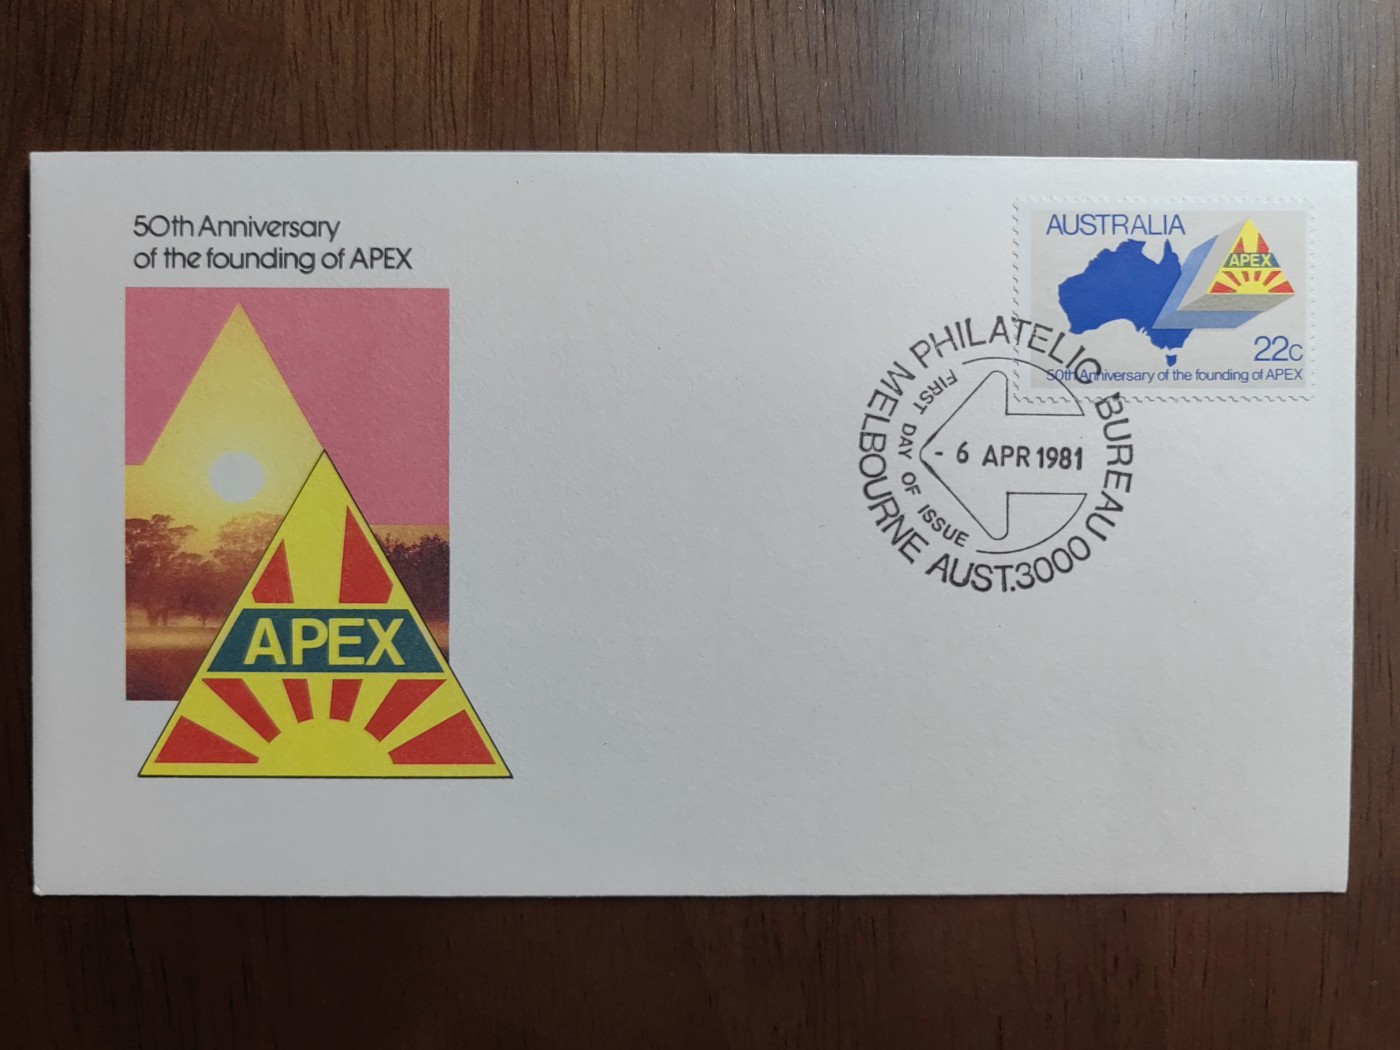 50th Anniversary
of the founding of APEX
APEX
AUSTRALIA
APEX
22c
50th Anniversary of the founding of APEX
MELBOURNE PHILATELIC BUREAU
AUST.3000
FIRST DAY OF ISSUE
- 6 APR 1981